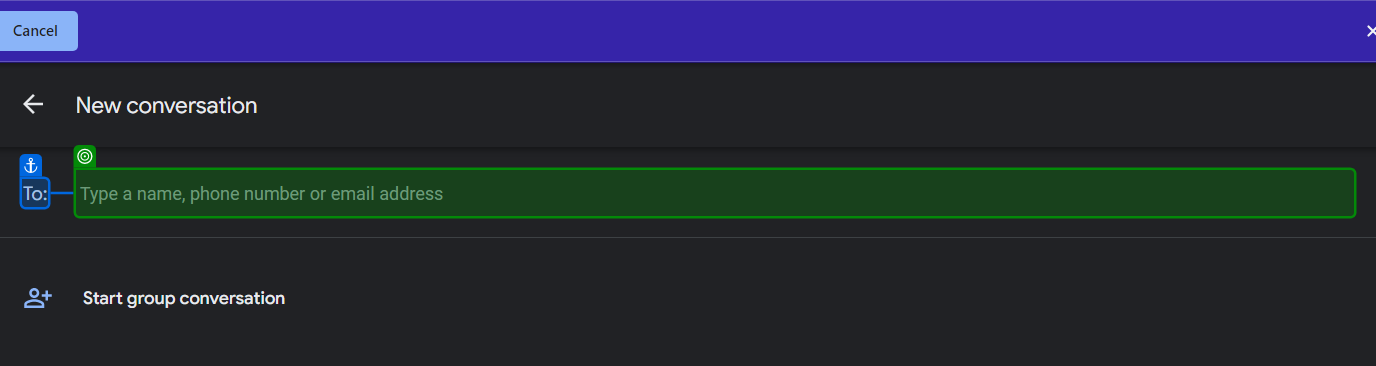 Cancel
New conversation
To:
Type a name, phone number or email address
Start group conversation